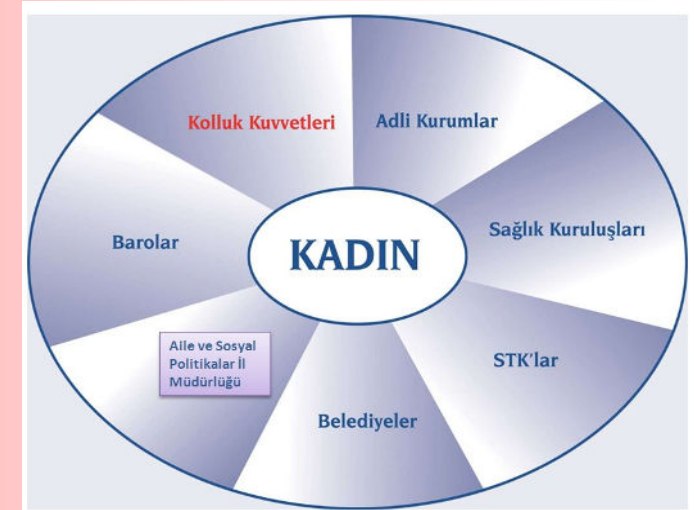 Kolluk Kuvvetleri
Adli Kurumlar
Sağlık Kuruluşları
Barolar
KADIN
Aile ve Sosyal
Politikalar İl
Müdürlüğü
STK'lar
Belediyeler